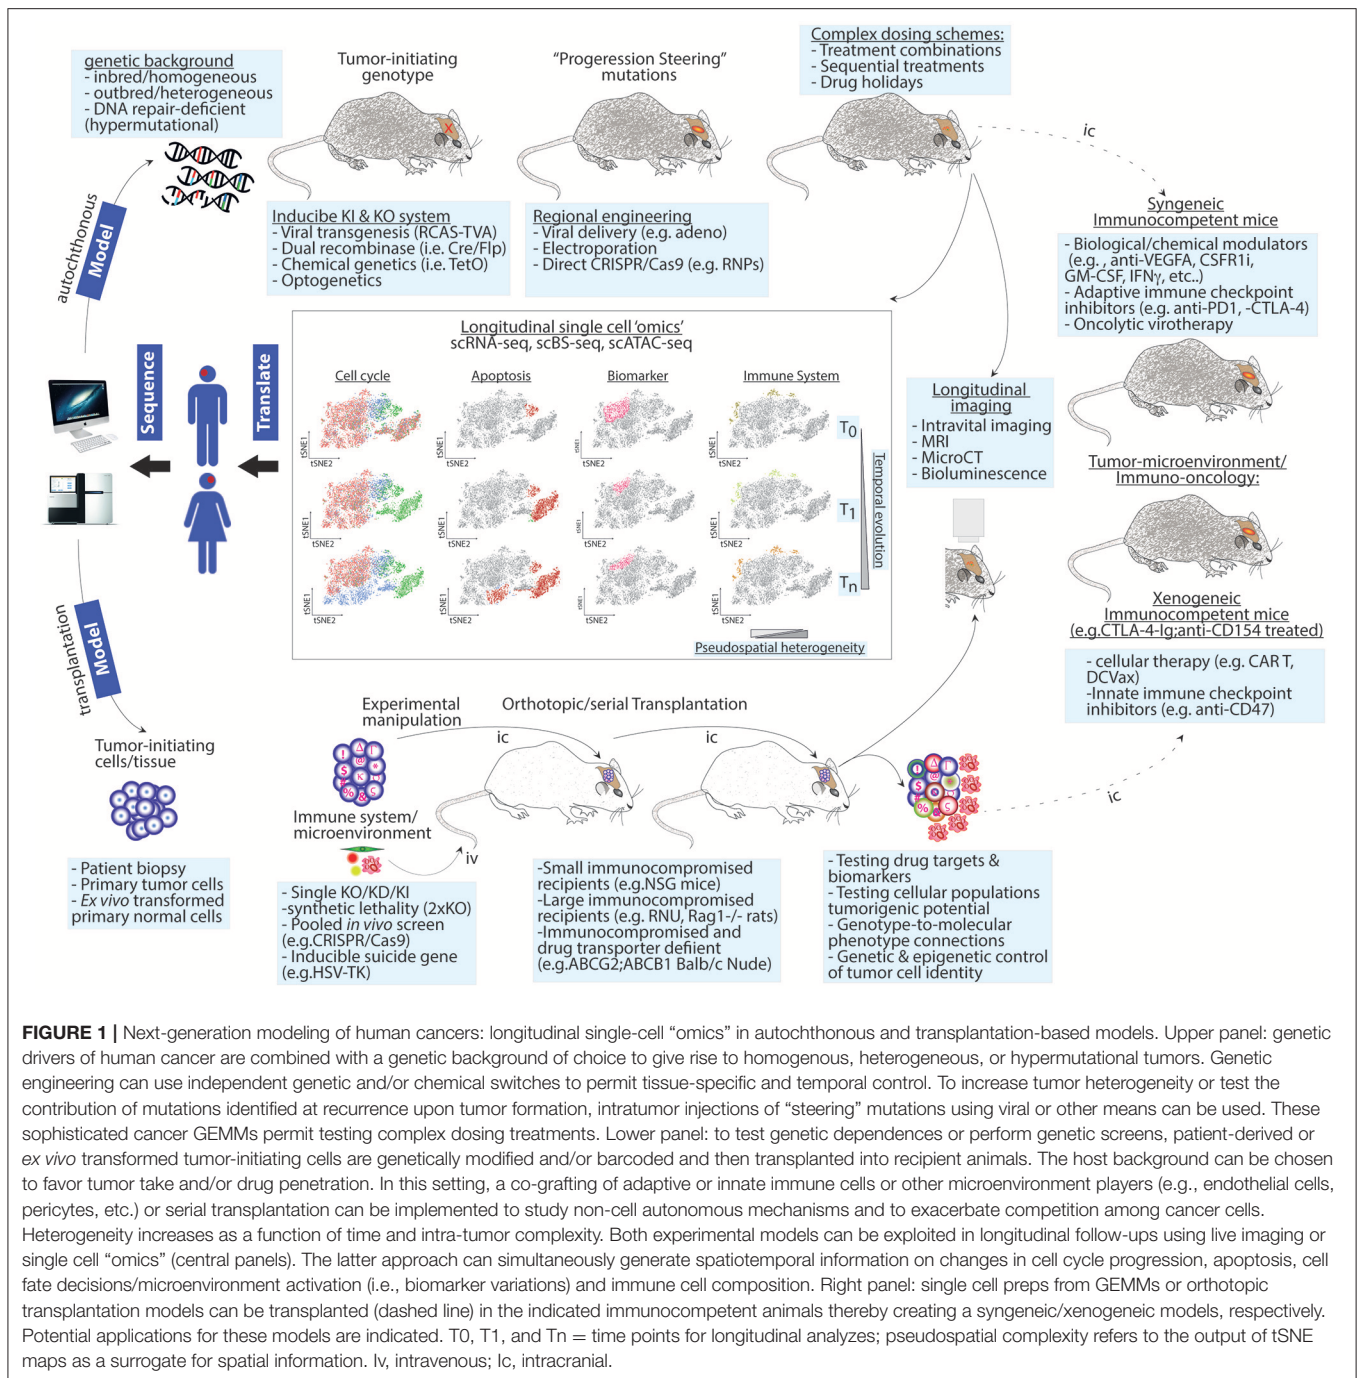 genetic background
- inbred/homogeneous
- outbred/heterogeneous
- DNA repair-deficient
(hypermutational)
Tumor-initiating
genotype
"Progression Steering"
mutations
Complex dosing schemes:
- Treatment combinations
- Sequential treatments
- Drug holidays
ic
autochthonous
Model
Inducibe KI & KO system
- Viral transgenesis (RCAS-TVA)
- Dual recombinase (i.e. Cre/Flp)
- Chemical genetics (i.e. TetO)
- Optogenetics
Regional engineering
- Viral delivery (e.g. adeno)
- Electroporation
- Direct CRISPR/Cas9 (e.g. RNPs)
Syngeneic
Immunocompetent mice
- Biological/chemical modulators
(e.g. , anti-VEGFA, CSFR1i,
GM-CSF, IFNγ, etc..)
- Adaptive immune checkpoint
inhibitors (e.g. anti-PD1, -CTLA-4)
- Oncolytic virotherapy
Sequence
Translate
Longitudinal single cell 'omics'
scRNA-seq, scBS-seq, scATAC-seq
Cell cycle
Apoptosis
Biomarker
Immune System
tSNE1
tSNE2
tSNE1
tSNE2
tSNE1
tSNE2
tSNE1
tSNE2
T0
tSNE1
tSNE2
tSNE1
tSNE2
tSNE1
tSNE2
tSNE1
tSNE2
T1
tSNE1
tSNE2
tSNE1
tSNE2
tSNE1
tSNE2
tSNE1
tSNE2
Tn
Temporal evolution
Pseudospatial heterogeneity
Longitudinal
imaging
- Intravital imaging
- MRI
- MicroCT
- Bioluminescence
Tumor-microenvironment/
Immuno-oncology:
Xenogeneic
Immunocompetent mice
(e.g.CTLA-4-Ig;anti-CD154 treated)
- cellular therapy (e.g. CAR T,
DCVax)
-Innate immune checkpoint
inhibitors (e.g. anti-CD47)
ic
transplantation
Model
Tumor-initiating
cells/tissue
- Patient biopsy
- Primary tumor cells
- Ex vivo transformed
primary normal cells
Experimental
manipulation
Orthotopic/serial Transplantation
ic
ic
Immune system/
microenvironment
iv
- Single KO/KD/KI
-synthetic lethality (2xKO)
- Pooled in vivo screen
(e.g.CRISPR/Cas9)
- Inducible suicide gene
(e.g.HSV-TK)
-Small immunocompromised
recipients (e.g.NSG mice)
-Large immunocompromised
recipients (e.g. RNU, Rag1-/- rats)
-Immunocompromised and
drug transporter defiient
(e.g.ABCG2;ABCB1 Balb/c Nude)
- Testing drug targets &
biomarkers
- Testing cellular populations
tumorigenic potential
- Genotype-to-molecular
phenotype connections
- Genetic & epigenetic control
of tumor cell identity
FIGURE 1 | Next-generation modeling of human cancers: longitudinal single-cell "omics" in autochthonous and transplantation-based models. Upper panel: genetic
drivers of human cancer are combined with a genetic background of choice to give rise to homogenous, heterogeneous, or hypermutational tumors. Genetic
engineering can use independent genetic and/or chemical switches to permit tissue-specific and temporal control. To increase tumor heterogeneity or test the
contribution of mutations identified at recurrence upon tumor formation, intratumor injections of "steering" mutations using viral or other means can be used. These
sophisticated cancer GEMMs permit testing complex dosing treatments. Lower panel: to test genetic dependences or perform genetic screens, patient-derived or
ex vivo transformed tumor-initiating cells are genetically modified and/or barcoded and then transplanted into recipient animals. The host background can be chosen
to favor tumor take and/or drug penetration. In this setting, a co-grafting of adaptive or innate immune cells or other microenvironment players (e.g., endothelial cells,
pericytes, etc.) or serial transplantation can be implemented to study non-cell autonomous mechanisms and to exacerbate competition among cancer cells.
Heterogeneity increases as a function of time and intra-tumor complexity. Both experimental models can be exploited in longitudinal follow-ups using live imaging or
single cell "omics" (central panels). The latter approach can simultaneously generate spatiotemporal information on changes in cell cycle progression, apoptosis, cell
fate decisions/microenvironment activation (i.e., biomarker variations) and immune cell composition. Right panel: single cell preps from GEMMs or orthotopic
transplantation models can be transplanted (dashed line) in the indicated immunocompetent animals thereby creating a syngeneic/xenogeneic models, respectively.
Potential applications for these models are indicated. T0, T1, and Tn = time points for longitudinal analyzes; pseudospatial complexity refers to the output of tSNE
maps as a surrogate for spatial information. Iv, intravenous; Ic, intracranial.